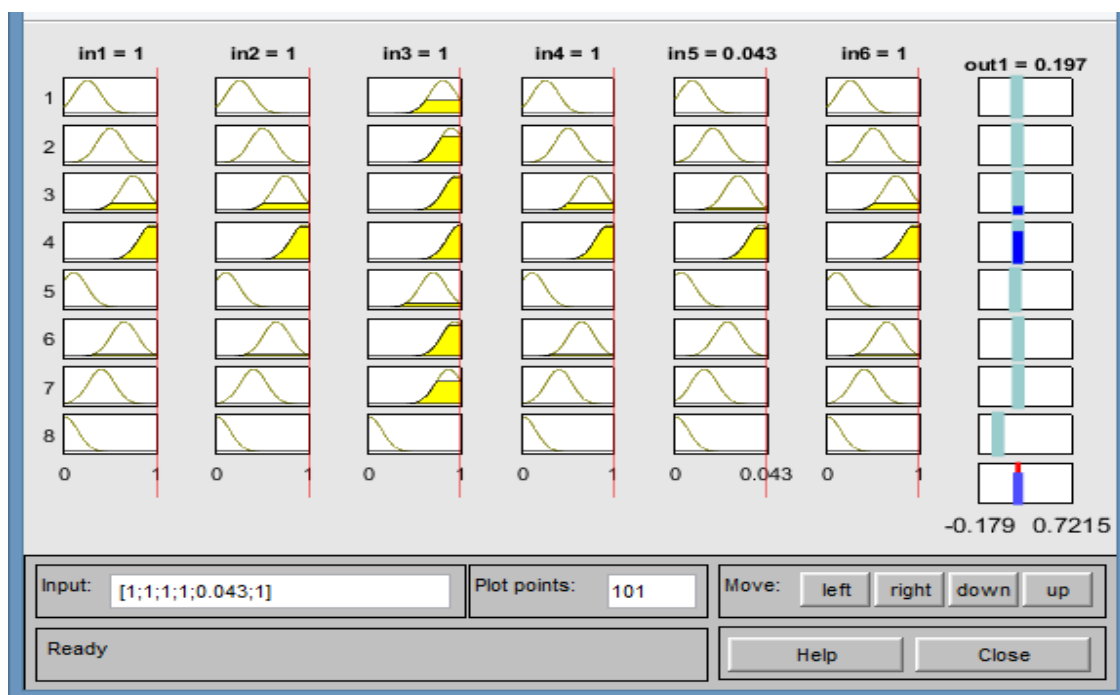 in1 = 1 in2 = 1 in3 = 1 in4 = 1 in5 = 0.043 in6 = 1 out1 = 0.197
1
2
3
4
5
6
7
8
0 1 0 1 0 1 0 1 0 0.043 0 1
-0.179 0.7215
Input: [1;1;1;1;0.043;1] Plot points: 101 Move: left right down up
Ready Help Close